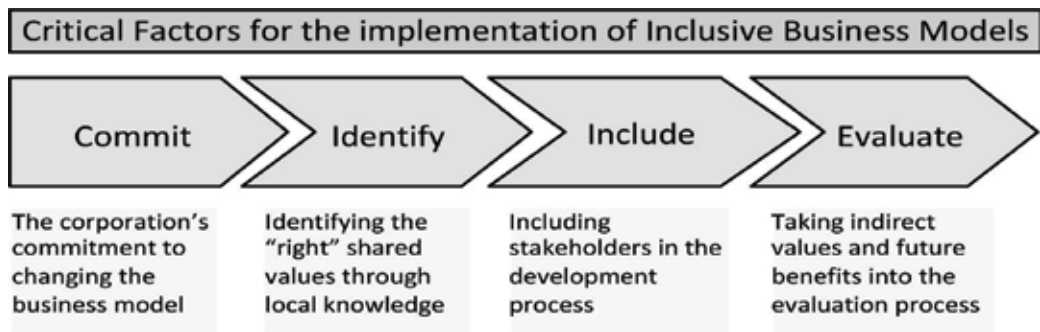 Critical Factors for the implementation of Inclusive Business Models
Commit
Identify
Include
Evaluate
The corporation's
commitment to
changing the
business model
Identifying the
"right" shared
values through
local knowledge
Including
stakeholders in the
development
process
Taking indirect
values and future
benefits into the
evaluation process